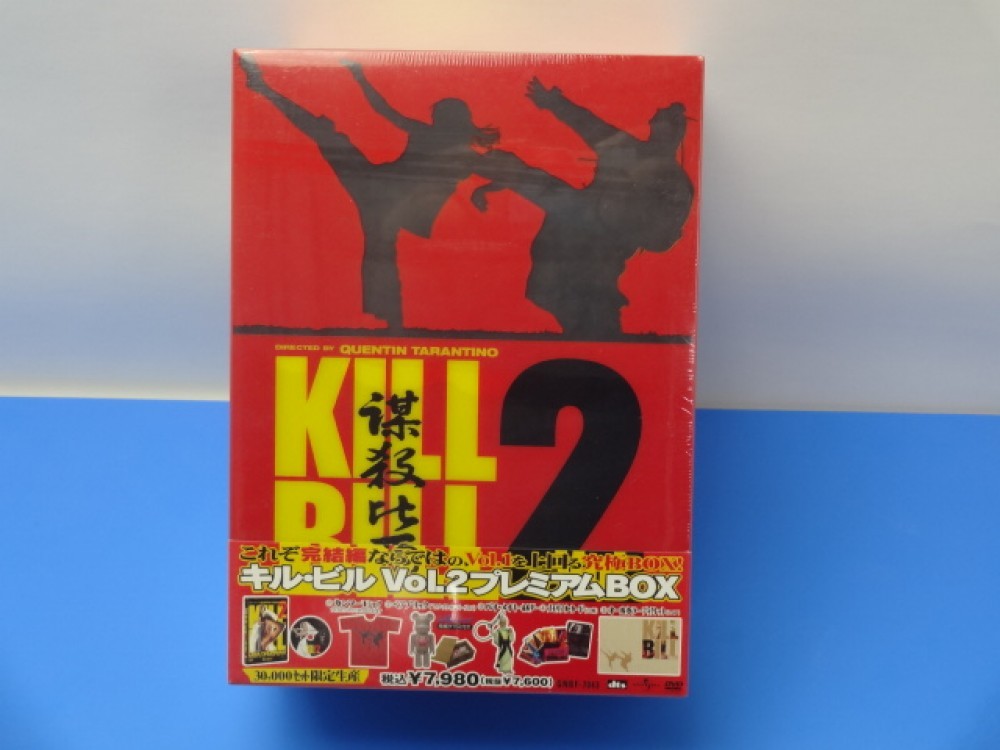 DIRECTED BY QUENTIN TARANTINO
KILL
BILL
2
謀殺比
これぞ完結編ならではの、Vol.1を上回る究極BOX!
キル・ビル Vol.2プレミアムBOX
KILL
BILL
30,000セット限定生産
税込¥7,980(税抜¥7,600)
dts
DVD